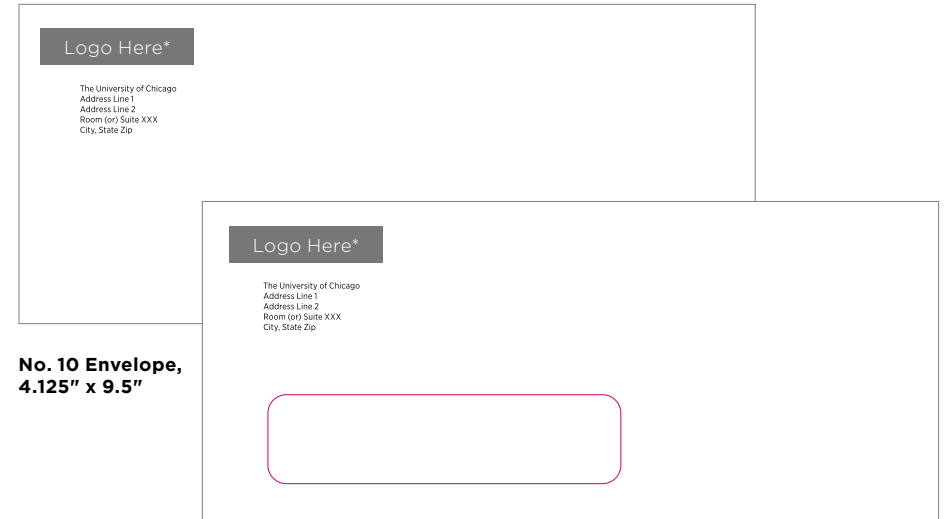 Logo Here*
The University of Chicago
Address Line 1
Address Line 2
Room (or) Suite XXX
City, State Zip
Logo Here*
The University of Chicago
Address Line 1
Address Line 2
Room (or) Suite XXX
City, State Zip
No. 10 Envelope,
4.125" x 9.5"